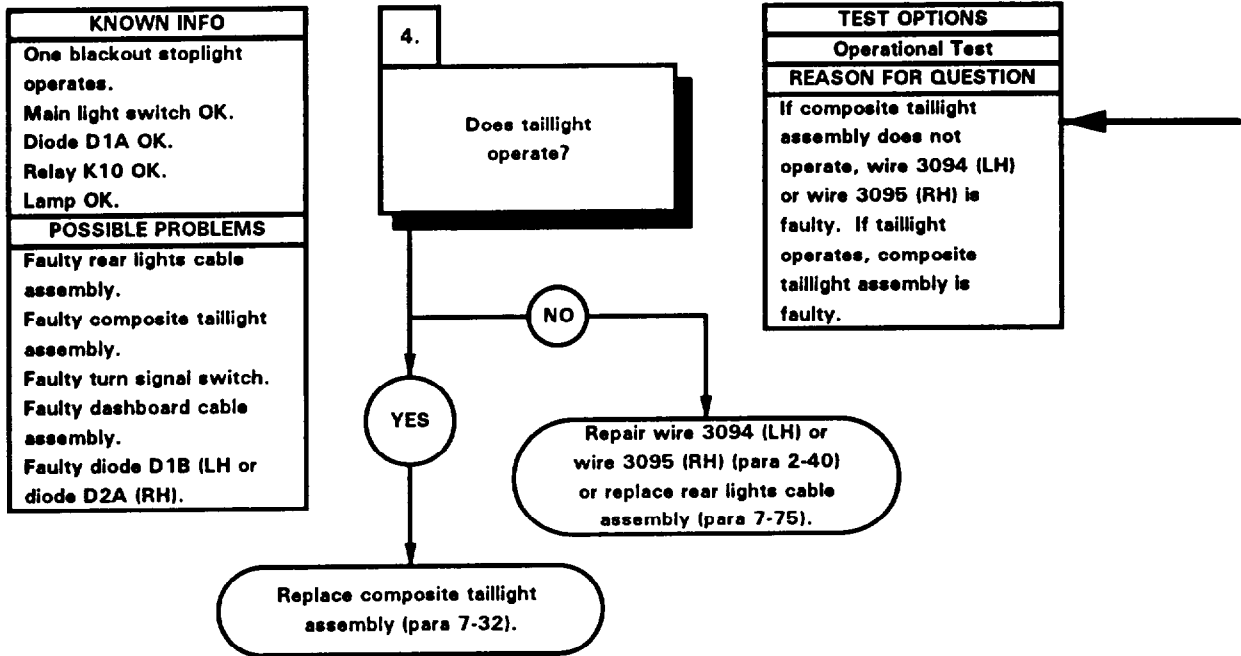 KNOWN INFO
One blackout stoplight
operates.
Main light switch OK.
Diode D1A OK.
Relay K10 OK.
Lamp OK.
POSSIBLE PROBLEMS
Faulty rear lights cable
assembly.
Faulty composite taillight
assembly.
Faulty turn signal switch.
Faulty dashboard cable
assembly.
Faulty diode D1B (LH or
diode D2A (RH).
4.
Does taillight
operate?
TEST OPTIONS
Operational Test
REASON FOR QUESTION
If composite taillight
assembly does not
operate, wire 3094 (LH)
or wire 3095 (RH) is
faulty. If taillight
operates, composite
taillight assembly is
faulty.
NO
YES
Repair wire 3094 (LH) or
wire 3095 (RH) (para 2-40)
or replace rear lights cable
assembly (para 7-75).
Replace composite taillight
assembly (para 7-32).